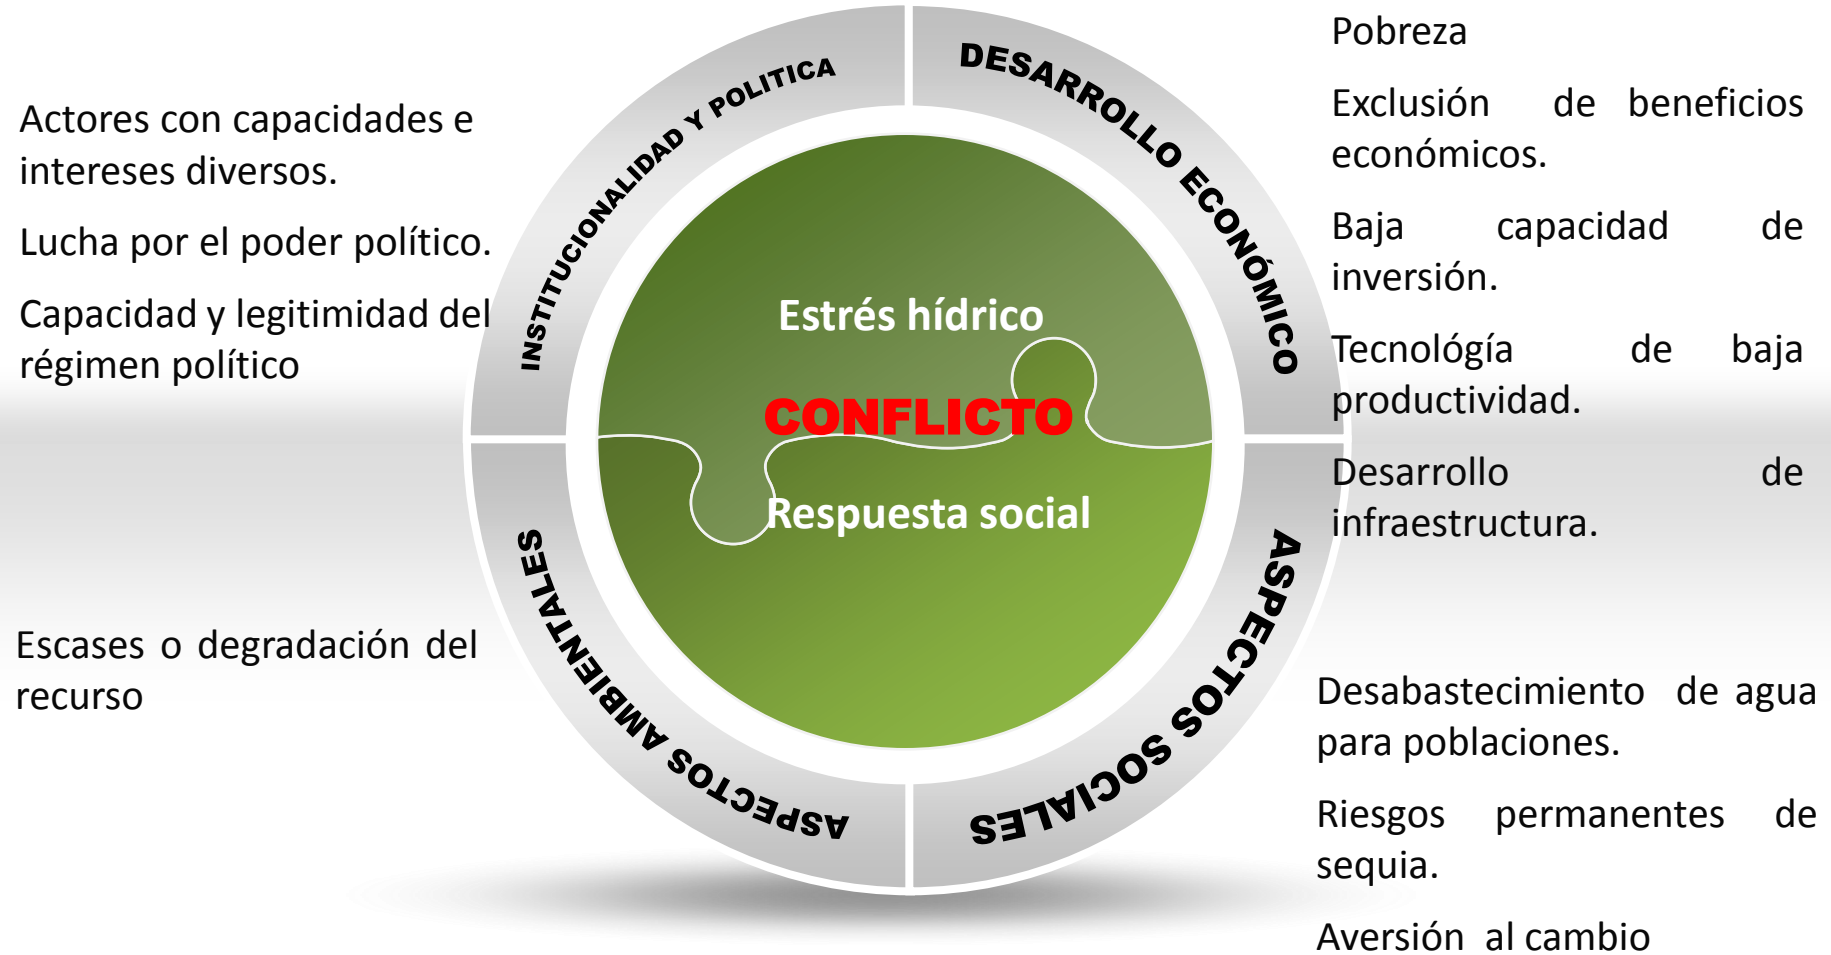 Actores con capacidades e
intereses diversos.
Lucha por el poder político.
Capacidad y legitimidad del
régimen político
INSTITUCIONALIDAD Y POLITICA
DESARROLLO ECONÓMICO
Pobreza
Exclusión de beneficios
económicos.
Baja capacidad de
inversión.
Tecnológía de baja
productividad.
Desarrollo de
infraestructura.
Estrés hídrico
CONFLICTO
Respuesta social
Escases o degradación del
recurso
ASPECTOS AMBIENTALES
ASPECTOS SOCIALES
Desabastecimiento de agua
para poblaciones.
Riesgos permanentes de
sequia.
Aversión al cambio